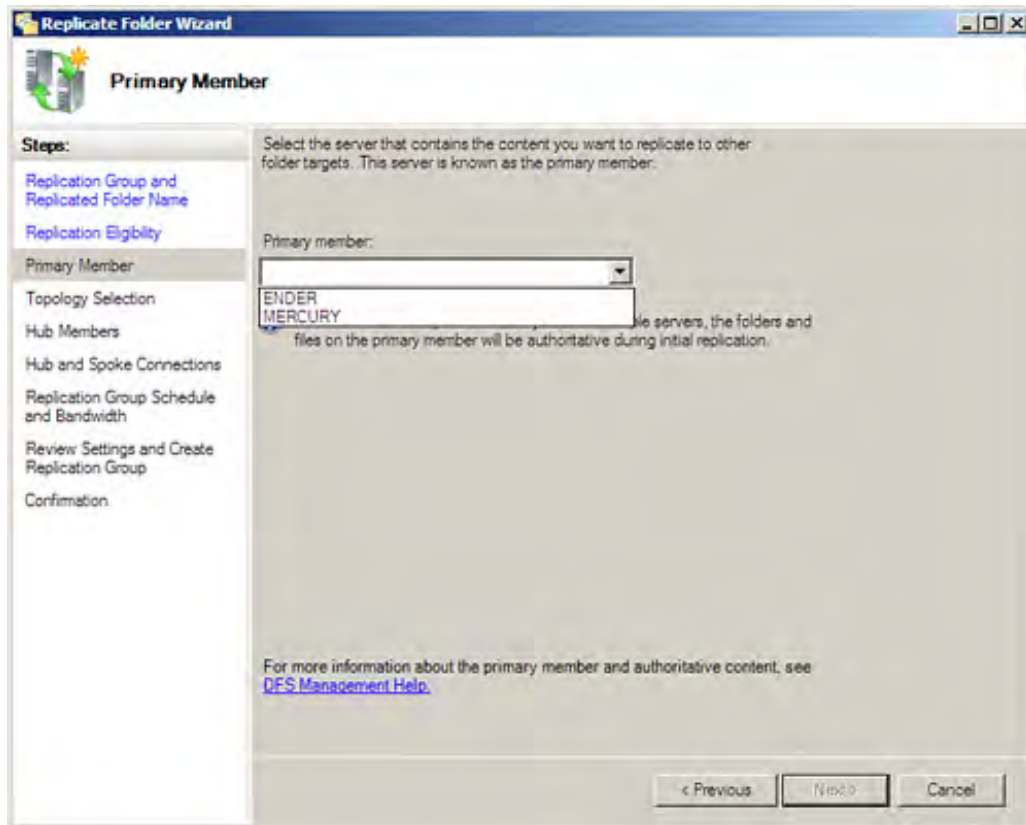 Replicate Folder Wizard
Primary Member
Steps:
Replication Group and
Replicated Folder Name
Replication Eligibility
Primary Member
Topology Selection
Hub Members
Hub and Spoke Connections
Replication Group Schedule
and Bandwidth
Review Settings and Create
Replication Group
Confirmation
Select the server that contains the content you want to replicate to other
folder targets. This server is known as the primary member.
Primary member:
ENDER
MERCURY
servers, the folders and
files on the primary member will be authoritative during initial replication.
For more information about the primary member and authoritative content, see
DFS Management Help.
< Previous
Next >
Cancel